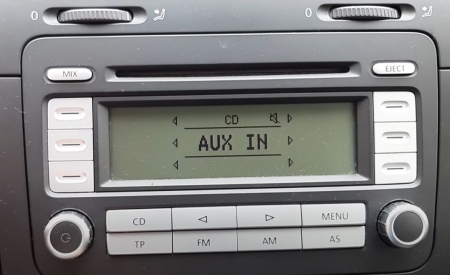 0 0
MIX EJECT
CD
AUX IN
CD MENU
TP FM AM AS